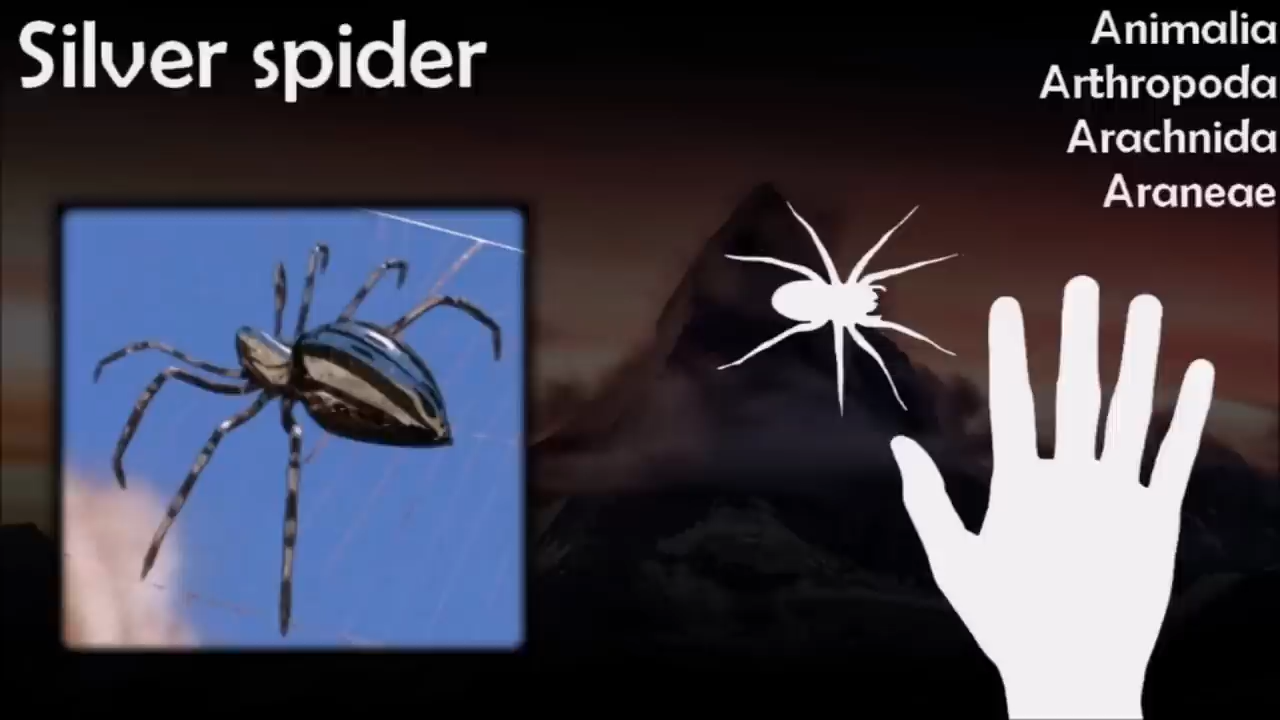 Silver spider
Animalia
Arthropoda
Arachnida
Araneae